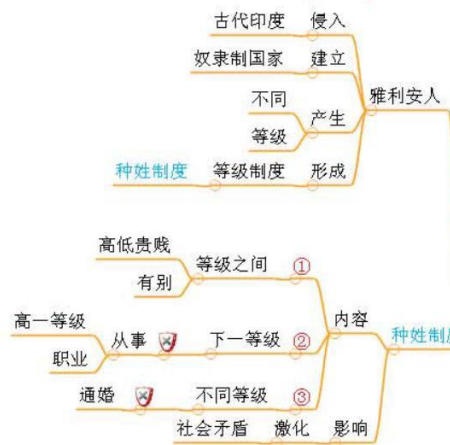 古代印度 侵入
奴隶制国家 建立
不同
雅利安人
产生
等级
种姓制度 等级制度 形成
高低贵贱
等级之间 ①
有别
高一等级
内容
从事 下一等级 ②
种姓制
职业
通婚 不同等级 ③
社会矛盾 激化 影响